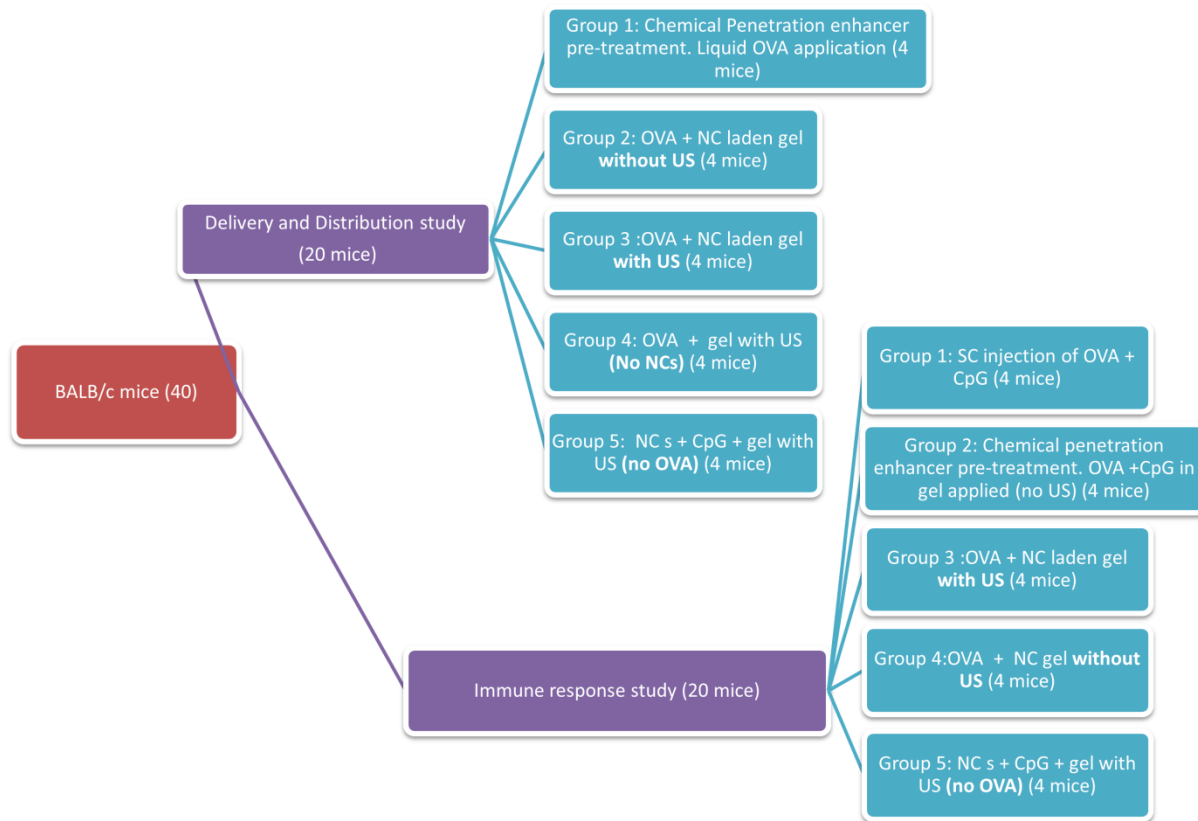 BALB/c mice (40)
Delivery and Distribution study
(20 mice)
Group 1: Chemical Penetration enhancer
pre-treatment. Liquid OVA application (4
mice)
Group 2: OVA + NC laden gel
without US (4 mice)
Group 3 :OVA + NC laden gel
with US (4 mice)
Group 4: OVA + gel with US
(No NCs) (4 mice)
Group 5: NC s + CpG + gel with
US (no OVA) (4 mice)
Immune response study (20 mice)
Group 1: SC injection of OVA +
CpG (4 mice)
Group 2: Chemical penetration
enhancer pre-treatment. OVA +CpG in
gel applied (no US) (4 mice)
Group 3 :OVA + NC laden gel
with US (4 mice)
Group 4:OVA + NC gel without
US (4 mice)
Group 5: NC s + CpG + gel with
US (no OVA) (4 mice)